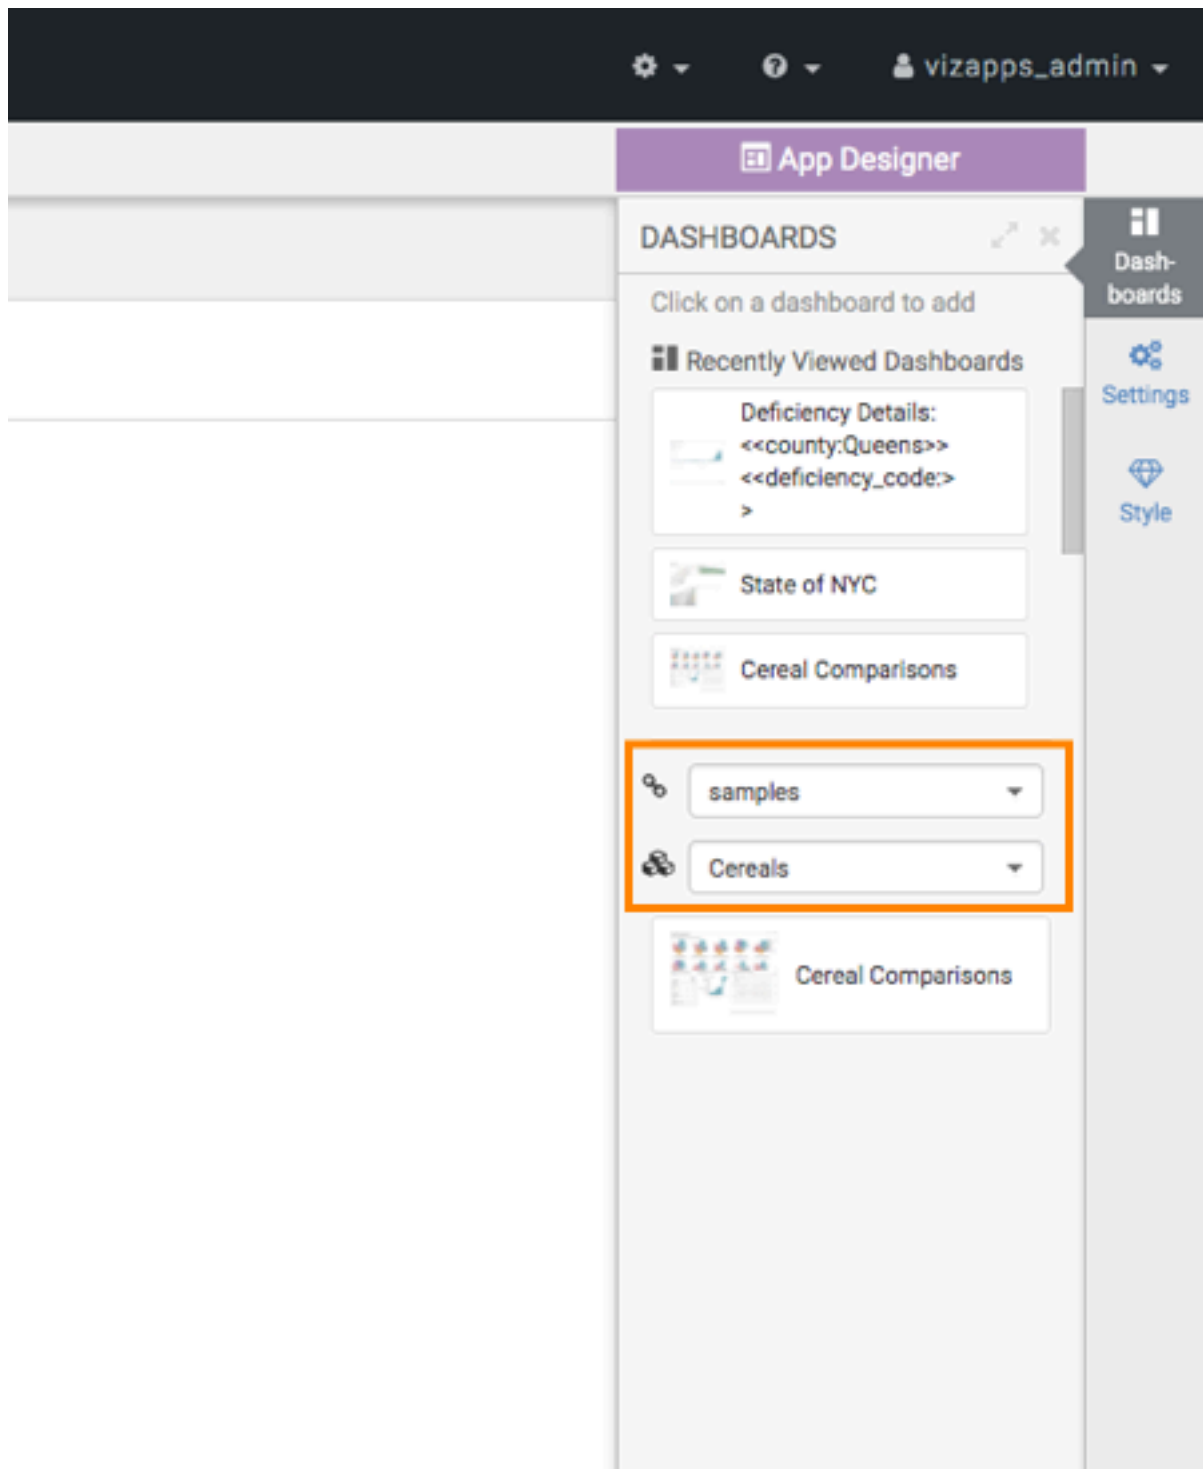 vizapps_admin
App Designer
DASHBOARDS
Dash-
boards
Click on a dashboard to add
Recently Viewed Dashboards
Settings
Deficiency Details:
<<county:Queens>>
<<deficiency_code:>
>
Style
State of NYC
Cereal Comparisons
samples
Cereals
Cereal Comparisons